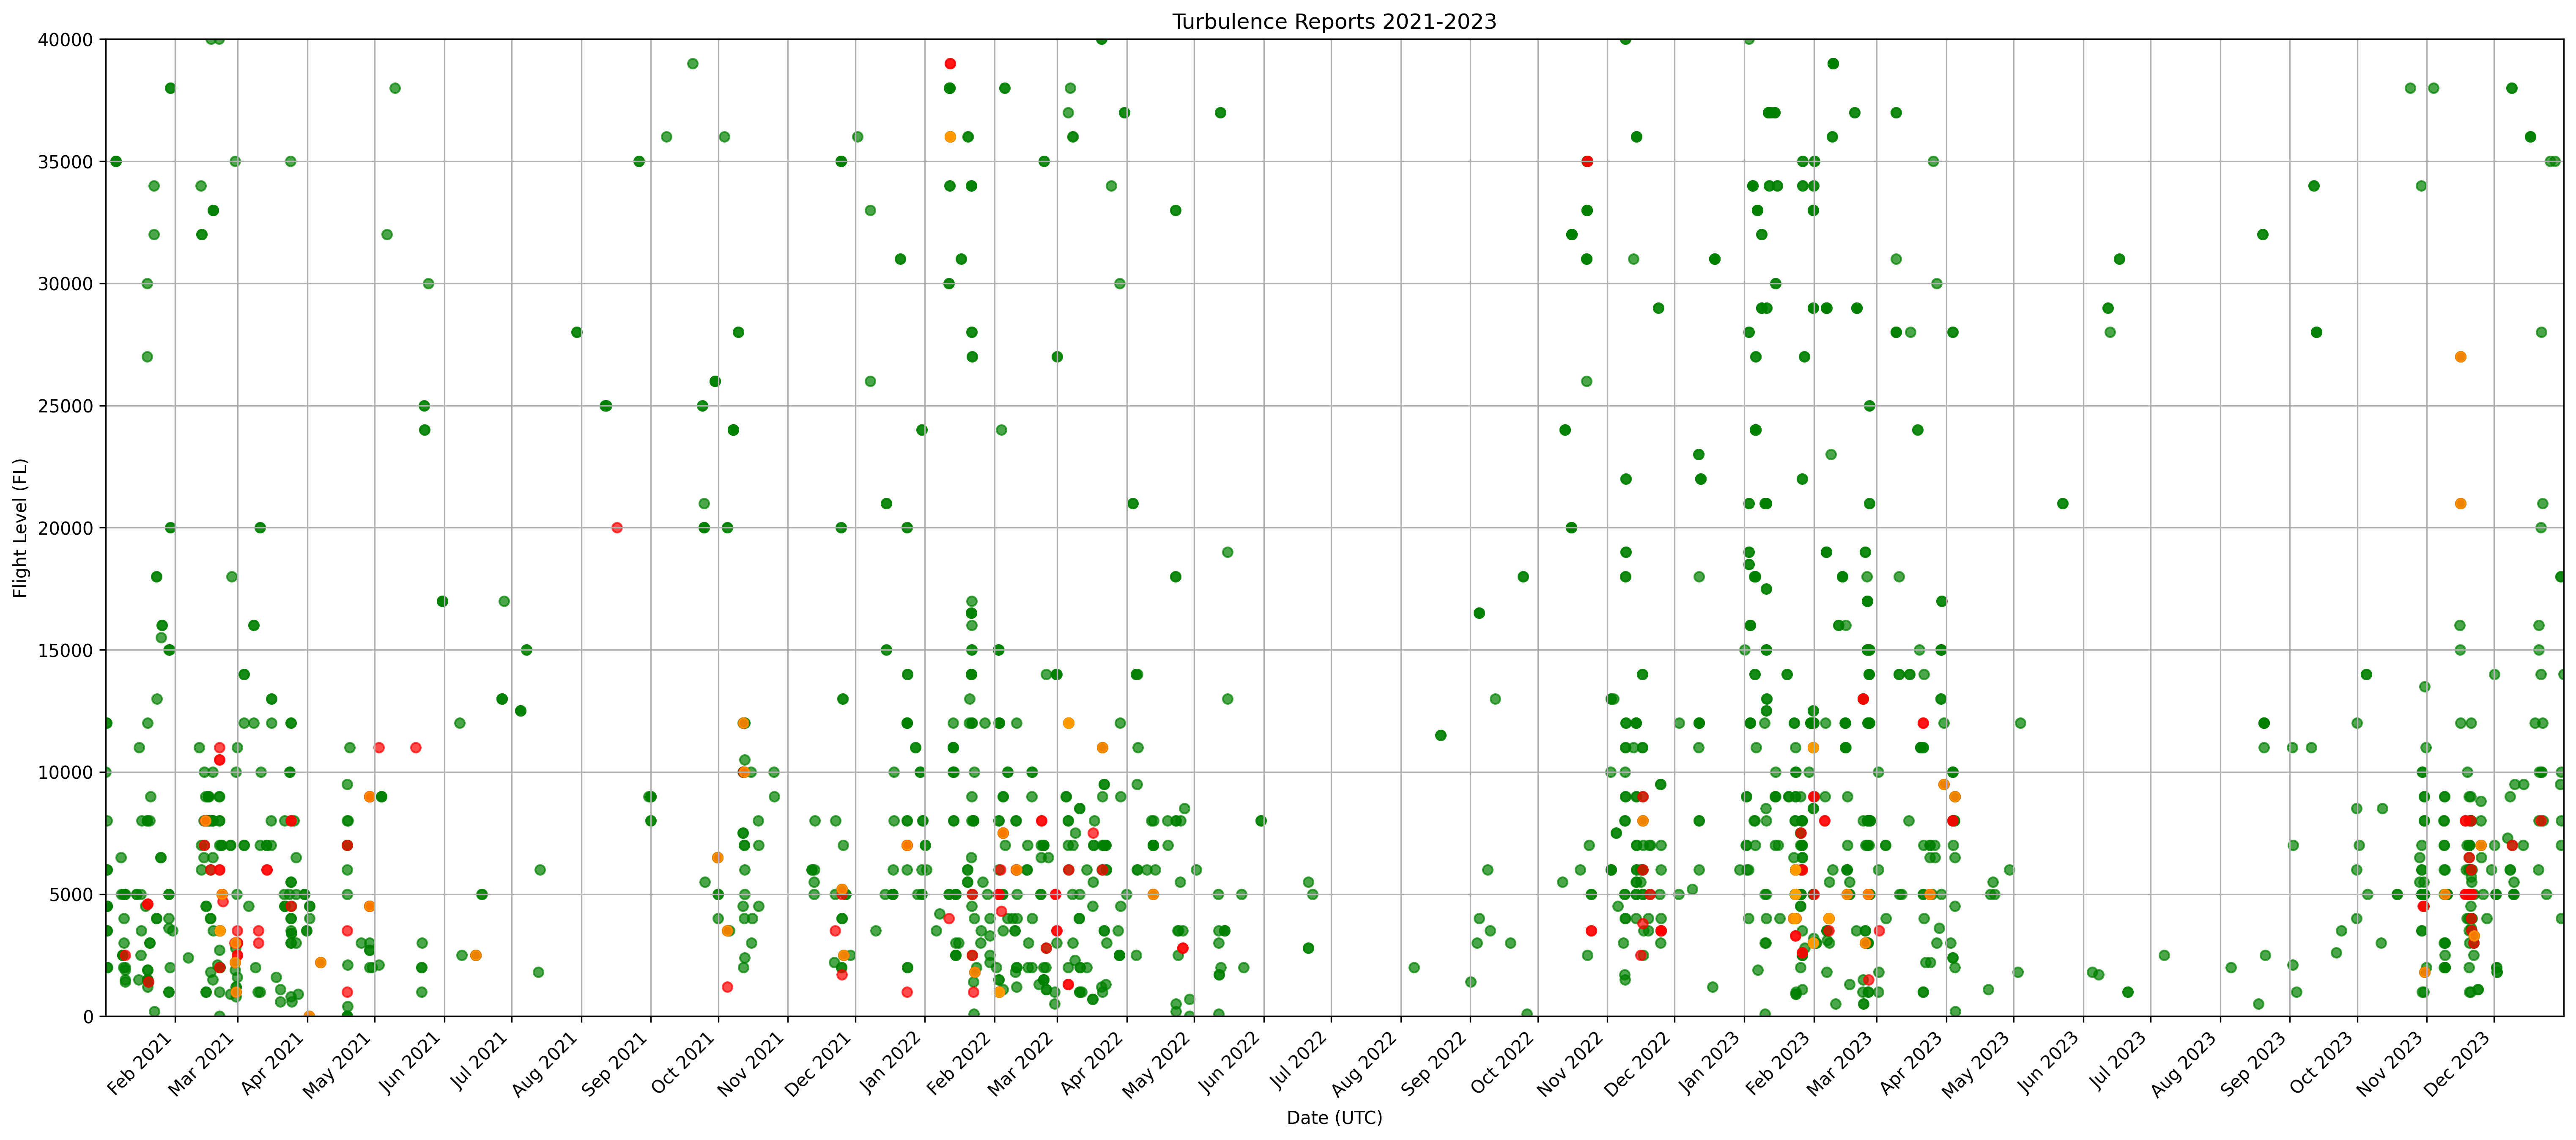 Turbulence Reports 2021-2023
Flight Level (FL)
40000
35000
30000
25000
20000
15000
10000
5000
0
Feb 2021
Mar 2021
Apr 2021
May 2021
Jun 2021
Jul 2021
Aug 2021
Sep 2021
Oct 2021
Nov 2021
Dec 2021
Jan 2022
Feb 2022
Mar 2022
Apr 2022
May 2022
Jun 2022
Jul 2022
Aug 2022
Sep 2022
Oct 2022
Nov 2022
Dec 2022
Jan 2023
Feb 2023
Mar 2023
Apr 2023
May 2023
Jun 2023
Jul 2023
Aug 2023
Sep 2023
Oct 2023
Nov 2023
Dec 2023
Date (UTC)